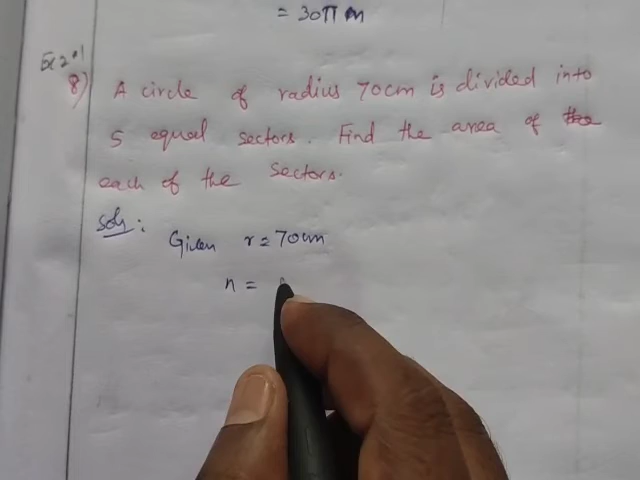 = 30π m
Ex 2.1
8) A circle of radius 70cm is divided into
5 equal sectors. Find the area of the
each of the sectors.
Soln:
Given r = 70cm
n =